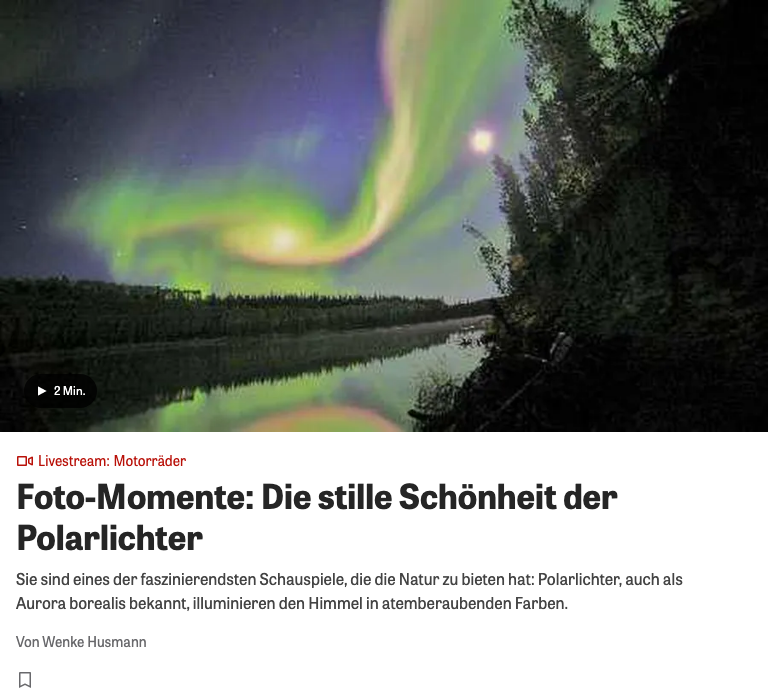 2 Min.
Livestream: Motorräder
Foto-Momente: Die stille Schönheit der
Polarlichter
Sie sind eines der faszinierendsten Schauspiele, die die Natur zu bieten hat: Polarlichter, auch als
Aurora borealis bekannt, illuminieren den Himmel in atemberaubenden Farben.
Von Wenke Husmann